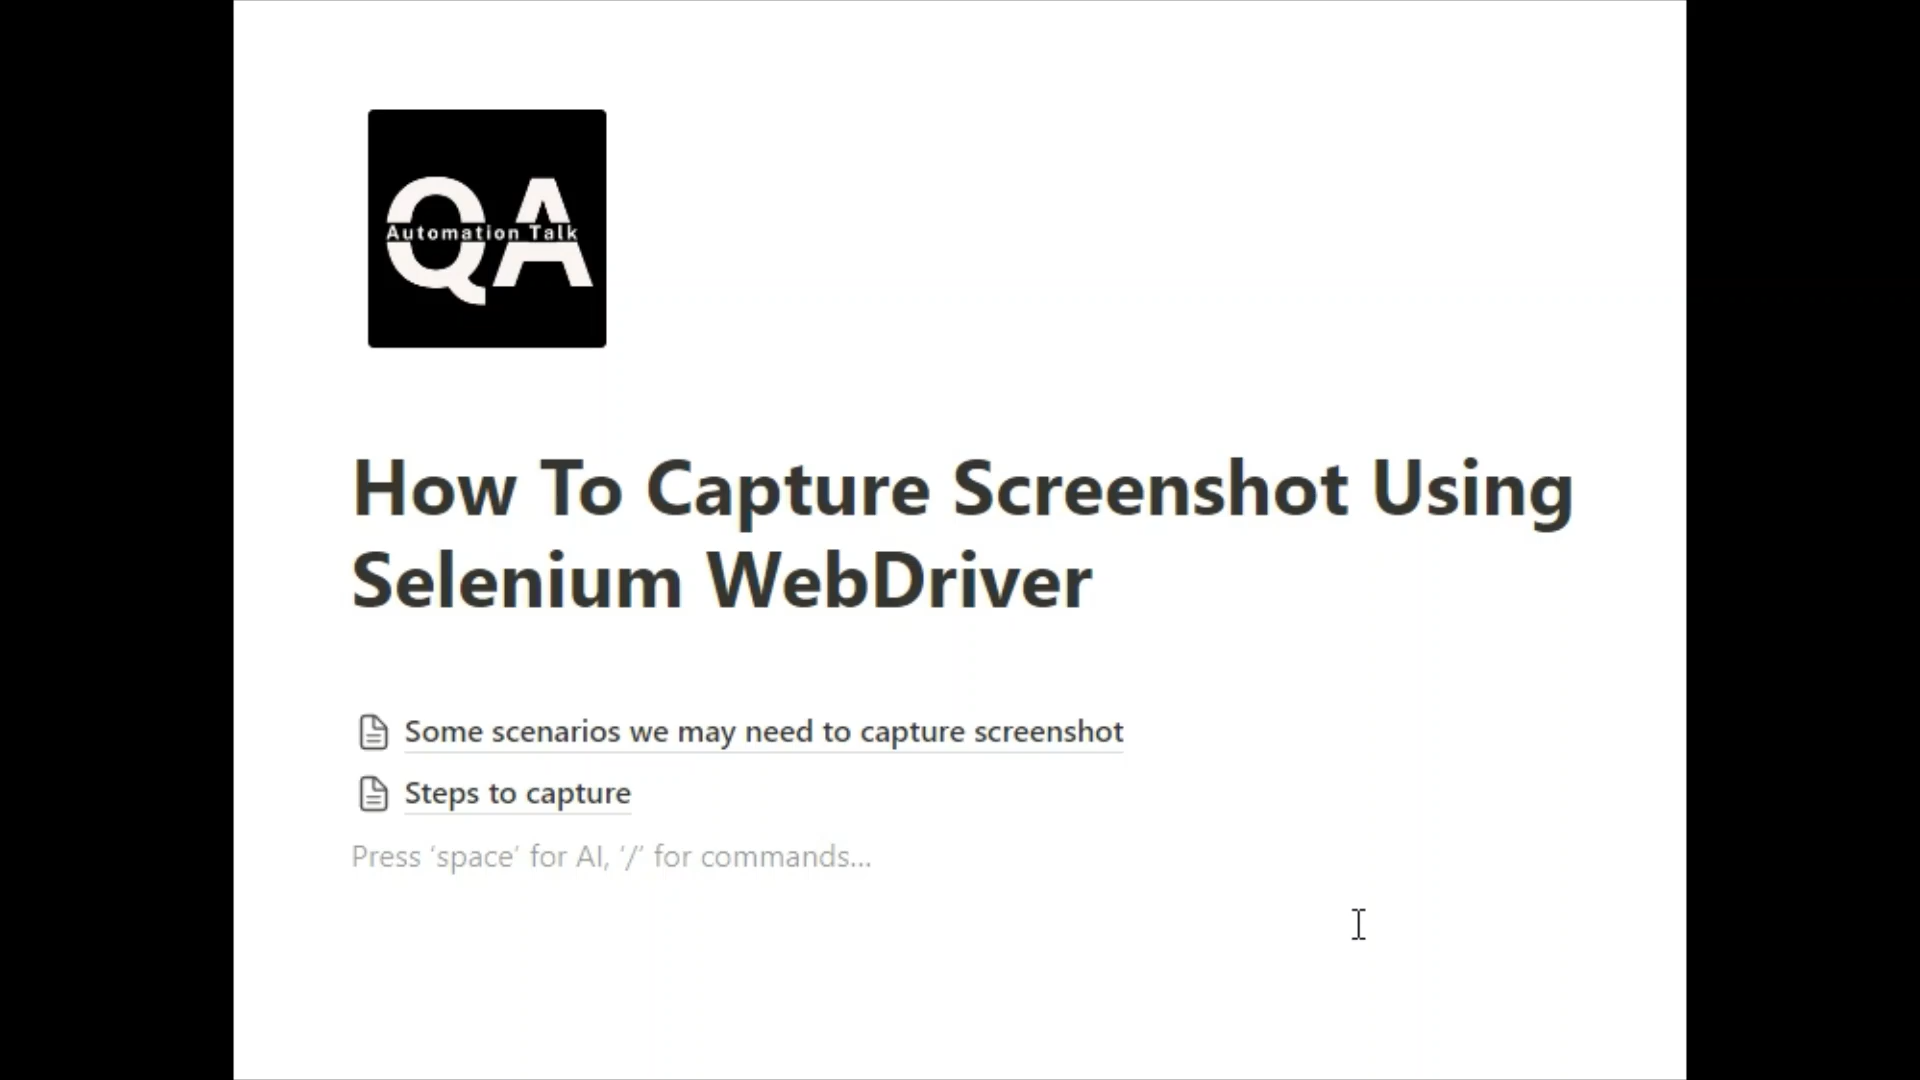 QA
Automation Talk
How To Capture Screenshot Using
Selenium WebDriver
Some scenarios we may need to capture screenshot
Steps to capture
Press ‘space’ for AI, ‘/’ for commands...